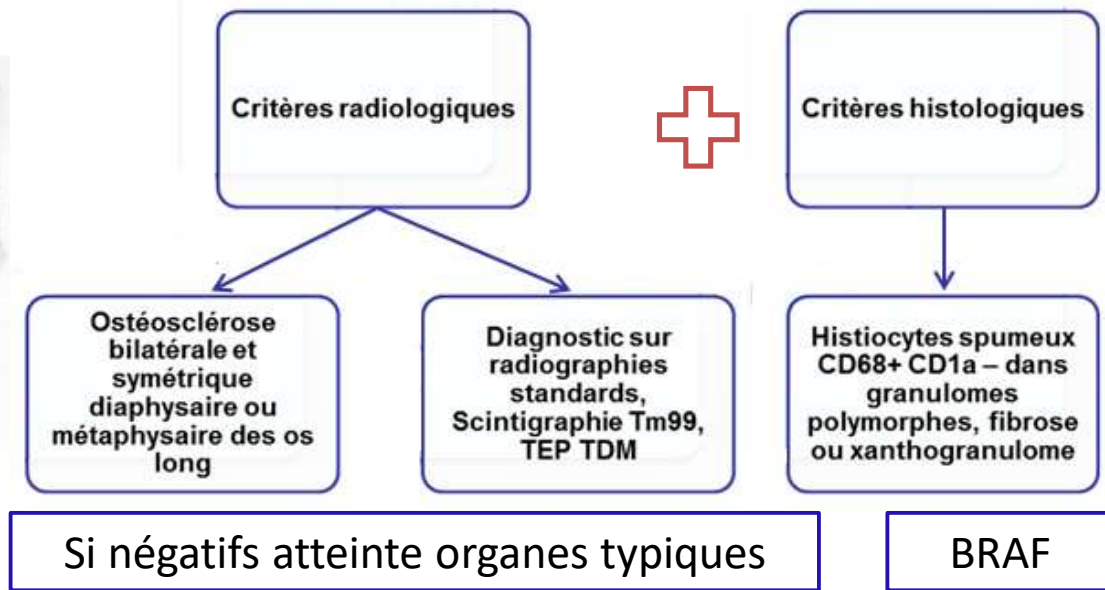 Critères radiologiques
Critères histologiques
Ostéosclérose
bilatérale et
symétrique
diaphysaire ou
métaphysaire des os
long
Diagnostic sur
radiographies
standards,
Scintigraphie Tm99,
TEP TDM
Histiocytes spumeux
CD68+ CD1a – dans
granulomes
polymorphes, fibrose
ou xanthogranulome
Si négatifs atteinte organes typiques
BRAF